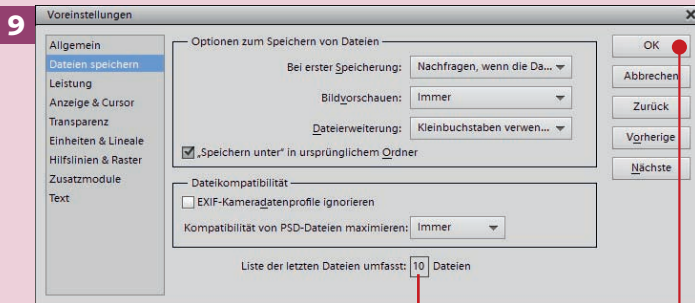 9
Voreinstellungen
Allgemein
Dateien speichern
Leistung
Anzeige & Cursor
Transparenz
Einheiten & Lineale
Hilfslinien & Raster
Zusatzmodule
Text
Optionen zum Speichern von Dateien
Bei erster Speicherung: Nachfragen, wenn die Da...
Bildvorschauen: Immer
Dateierweiterung: Kleinbuchstaben verwen...
„Speichern unter" in ursprünglichem Ordner
Dateikompatibilität
EXIF-Kameradatenprofile ignorieren
Kompatibilität von PSD-Dateien maximieren: Immer
Liste der letzten Dateien umfasst: 10 Dateien
OK
Abbrechen
Zurück
Vorherige
Nächste